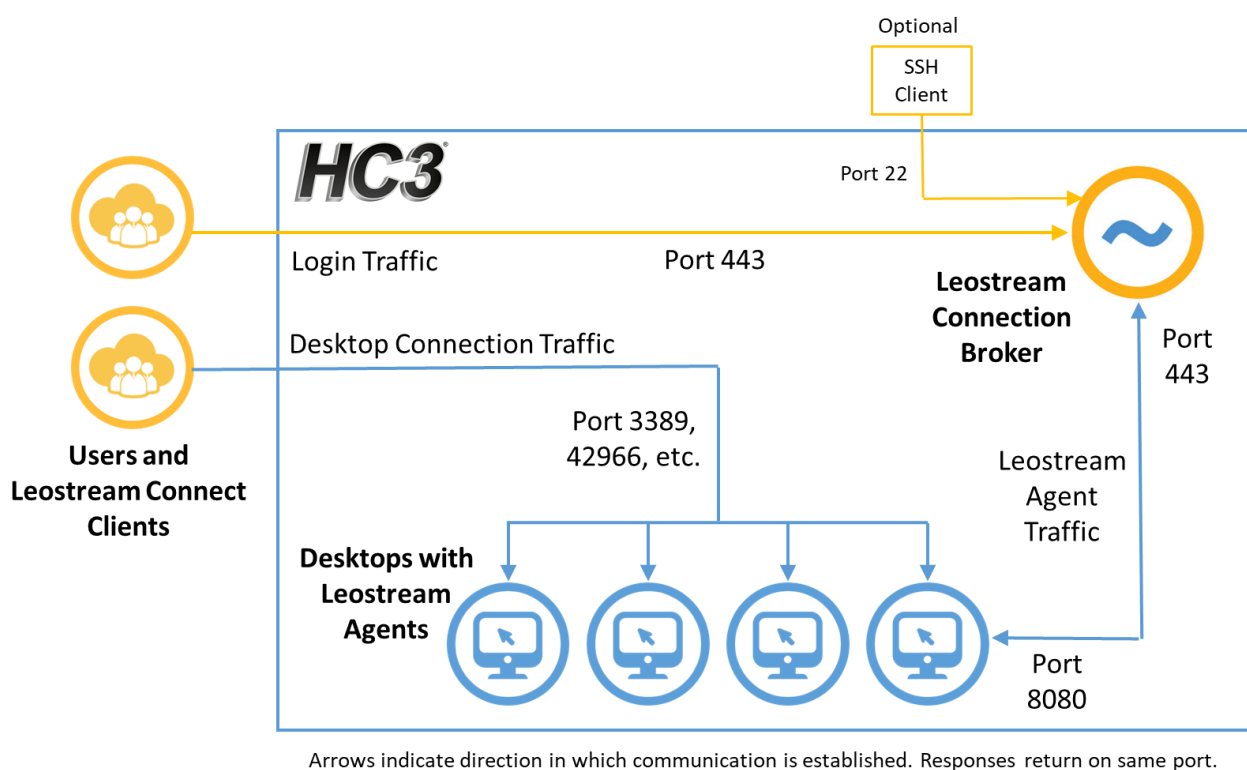 Optional
SSH
Client
HC3
Port 22
Login Traffic
Port 443
Leostream
Connection
Broker
Desktop Connection Traffic
Port
443
Port 3389,
42966, etc.
Users and
Leostream Connect
Clients
Leostream
Agent
Traffic
Desktops with
Leostream
Agents
Port
8080
Arrows indicate direction in which communication is established. Responses return on same port.